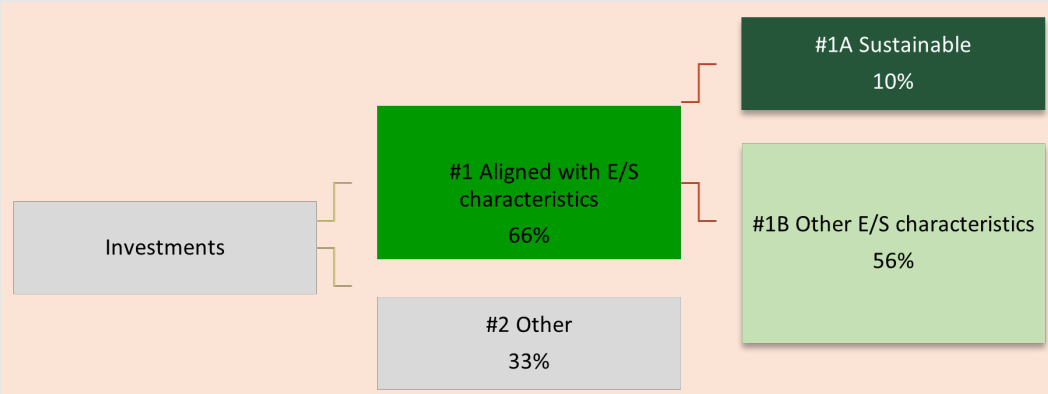 Investments
#1 Aligned with E/S
characteristics
66%
#2 Other
33%
#1A Sustainable
10%
#1B Other E/S characteristics
56%